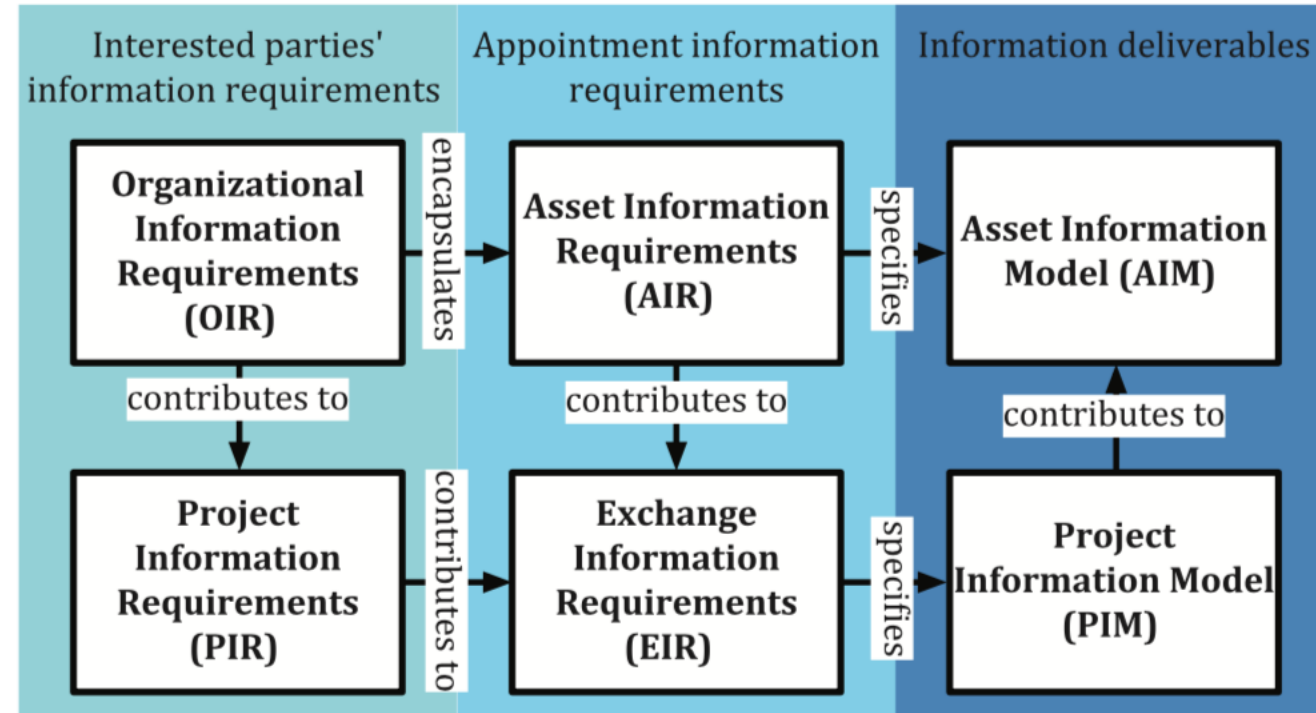 Interested parties'
information requirements
Appointment information
requirements
Information deliverables
Organizational
Information
Requirements
(OIR)
encapsulates
Asset Information
Requirements
(AIR)
specifies
Asset Information
Model (AIM)
contributes to
contributes to
contributes to
Project
Information
Requirements
(PIR)
contributes to
Exchange
Information
Requirements
(EIR)
specifies
Project
Information Model
(PIM)